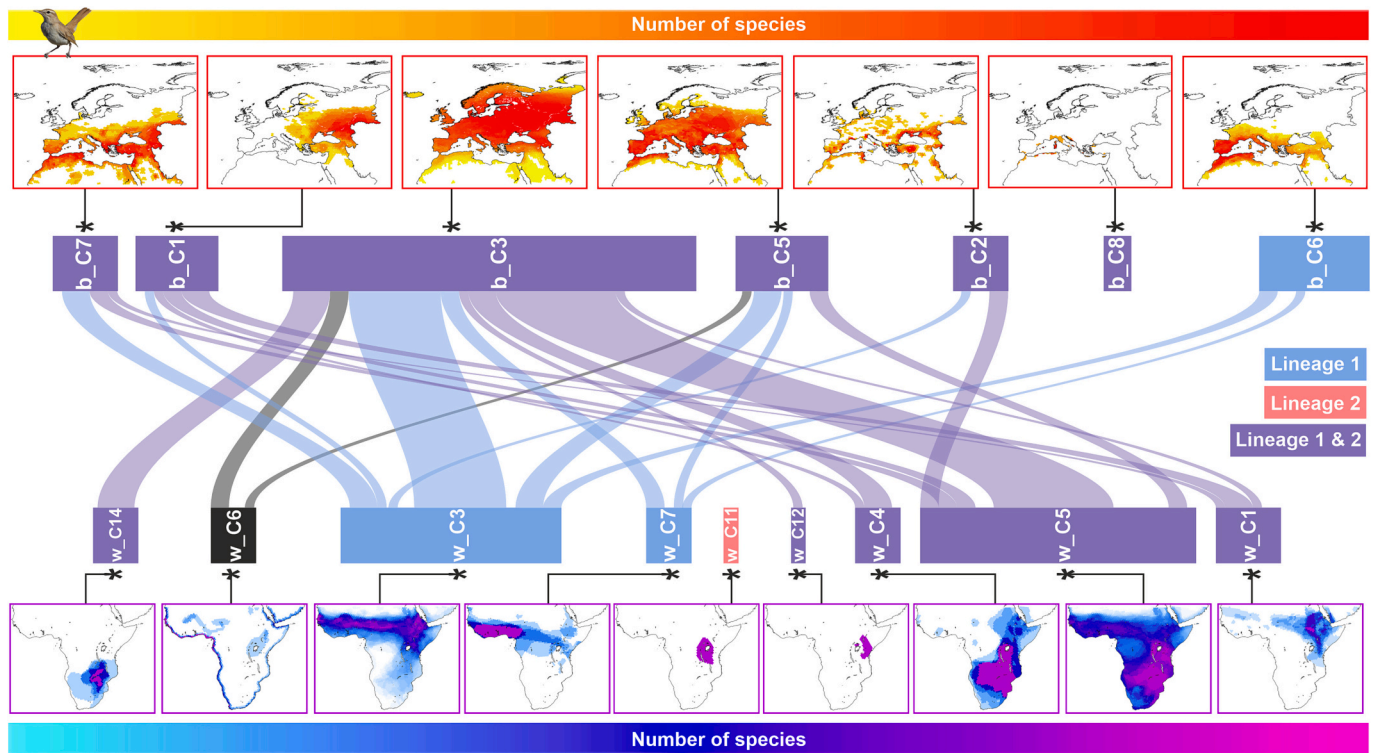 Number of species
b_C7
b_C1
b_C3
b_C5
b_C2
b_C8
b_C6
Lineage 1
Lineage 2
Lineage 1 & 2
w_C14
w_C6
w_C3
w_C7
w_C11
w_C12
w_C4
w_C5
w_C1
Number of species